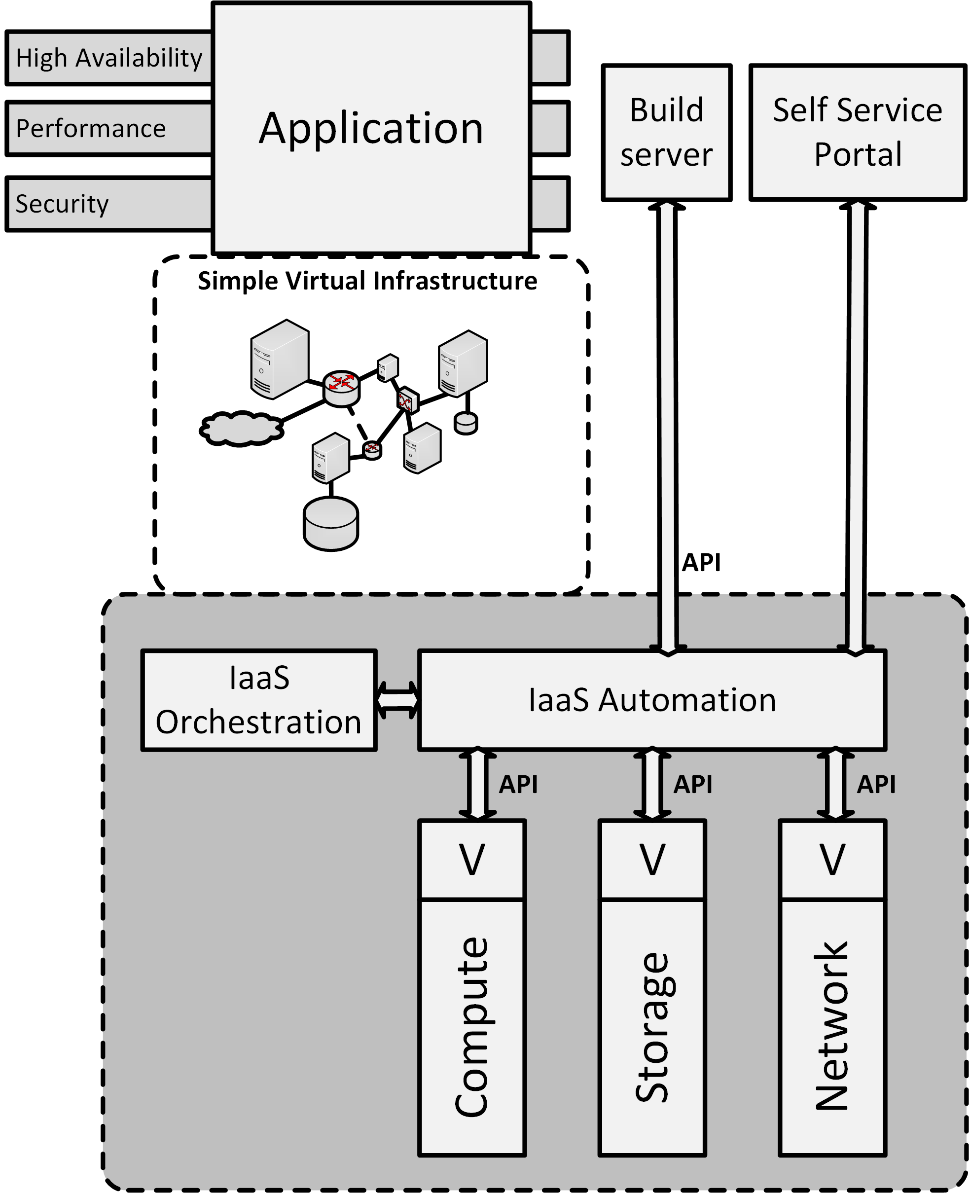 High Availability
Performance
Security
Application
Build
server
Self Service
Portal
Simple Virtual Infrastructure
API
IaaS
Orchestration
IaaS Automation
API
API
API
V
V
V
Compute
Storage
Network